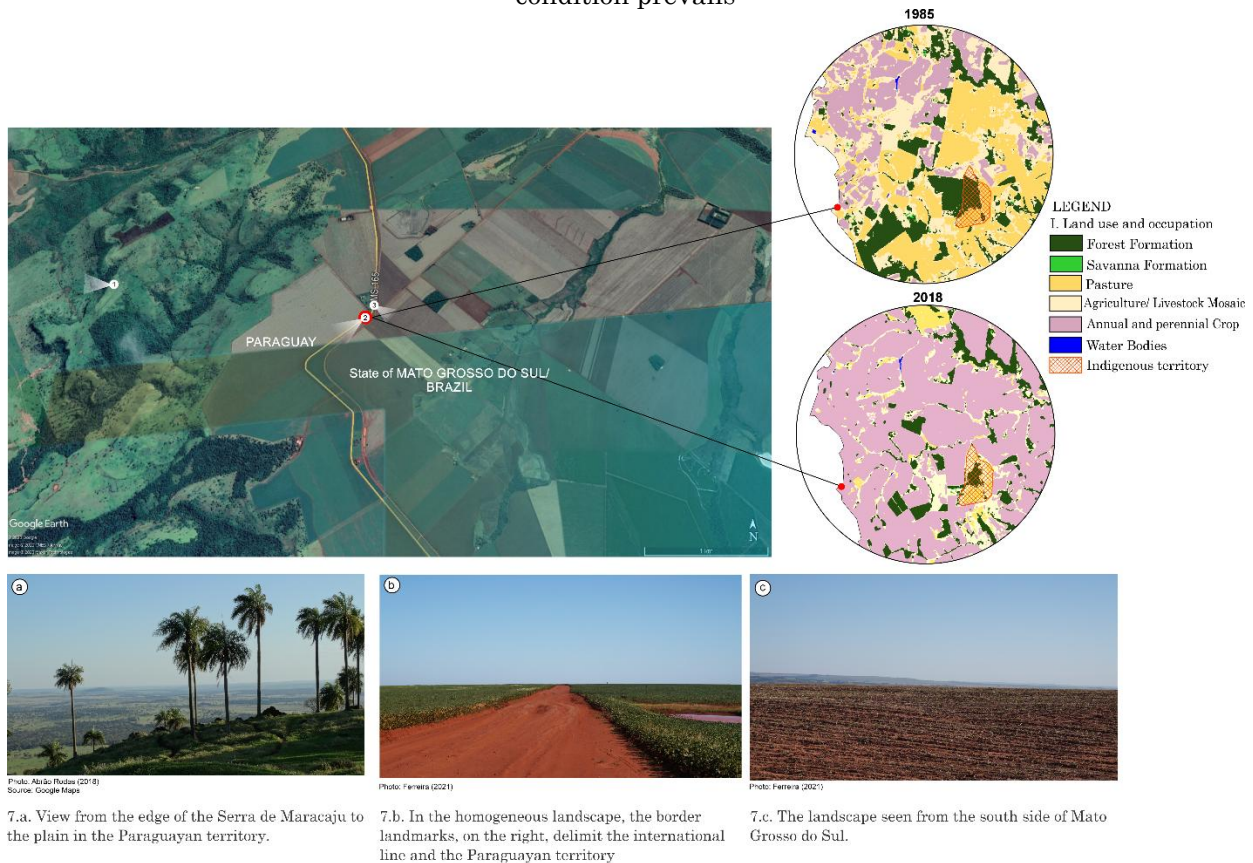 condition prevails
1985
1
3
2
MS-165
PARAGUAY
State of MATO GROSSO DO SUL/
BRAZIL
Google Earth
1 km
N
LEGEND
I. Land use and occupation
Forest Formation
Savanna Formation
Pasture
Agriculture/ Livestock Mosaic
Annual and perennial Crop
Water Bodies
Indigenous territory
2018
a
Photo: Abrão Rodas (2018)
Source: Google Maps
7.a. View from the edge of the Serra de Maracaju to
the plain in the Paraguayan territory.
b
Photo: Ferreira (2021)
7.b. In the homogeneous landscape, the border
landmarks, on the right, delimit the international
line and the Paraguayan territory
c
Photo: Ferreira (2021)
7.c. The landscape seen from the south side of Mato
Grosso do Sul.